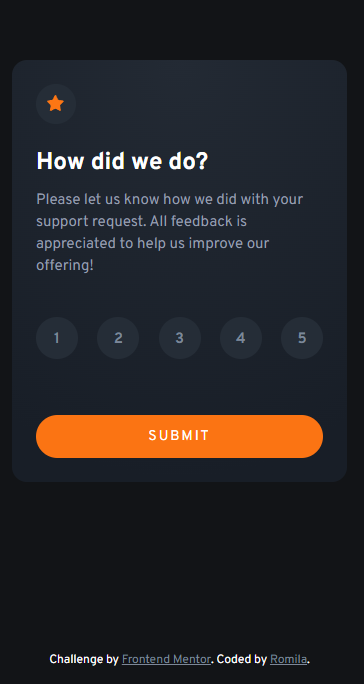 How did we do?
Please let us know how we did with your
support request. All feedback is
appreciated to help us improve our
offering!
1 2 3 4 5
SUBMIT
Challenge by Frontend Mentor. Coded by Romila.